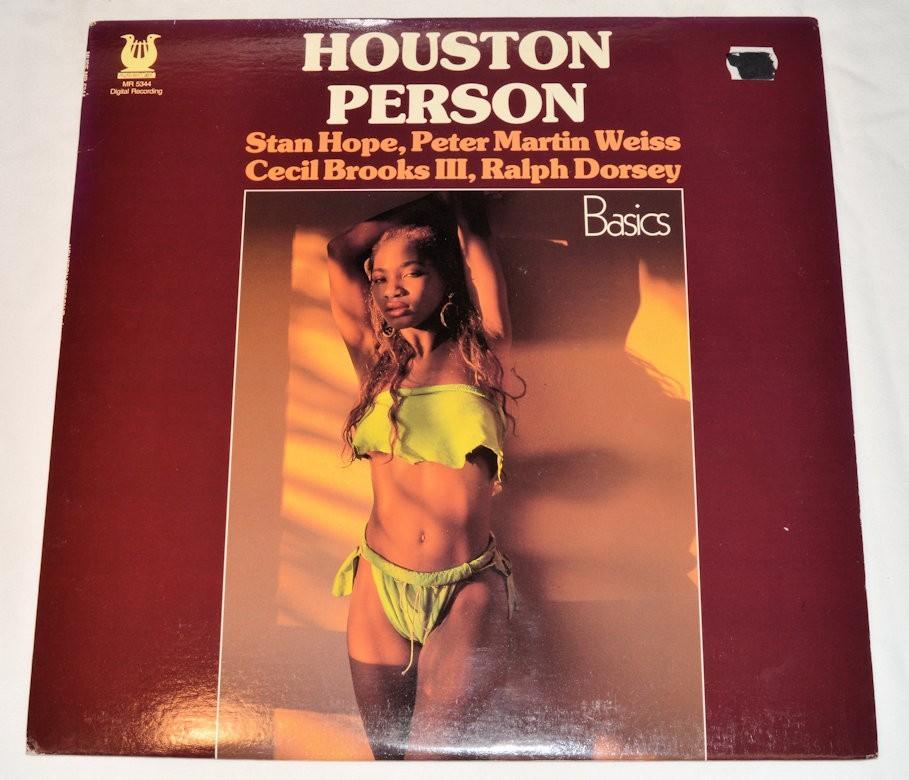 HOUSTON
PERSON
Stan Hope, Peter Martin Weiss
Cecil Brooks III, Ralph Dorsey
Basics
MR 5344
Digital Recording